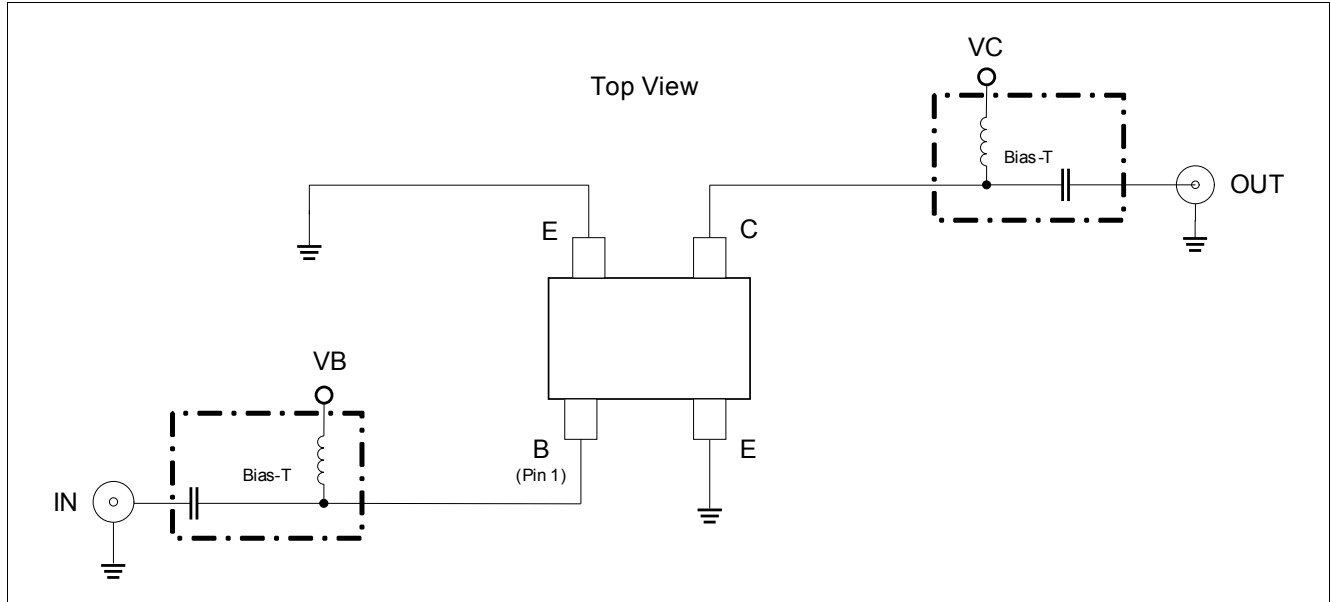 VC
Top View
Bias-T
OUT
E
C
VB
B
(Pin 1)
E
Bias-T
IN